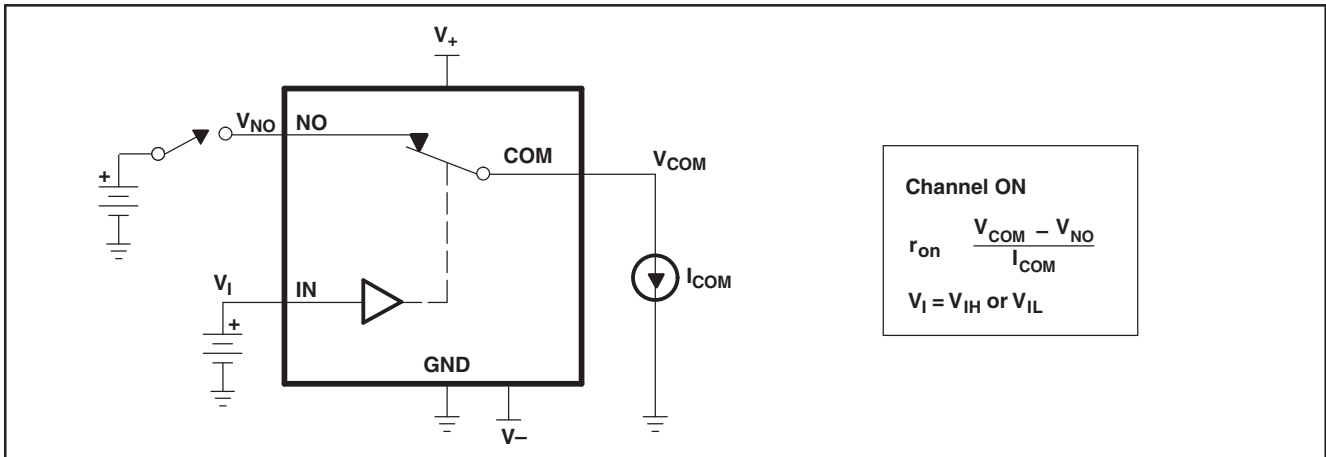 V+
VNO NO
COM
VCOM
+
ICOM
VI
IN
+
GND
V–
Channel ON
ron VCOM – VNO
ICOM
VI = VIH or VIL